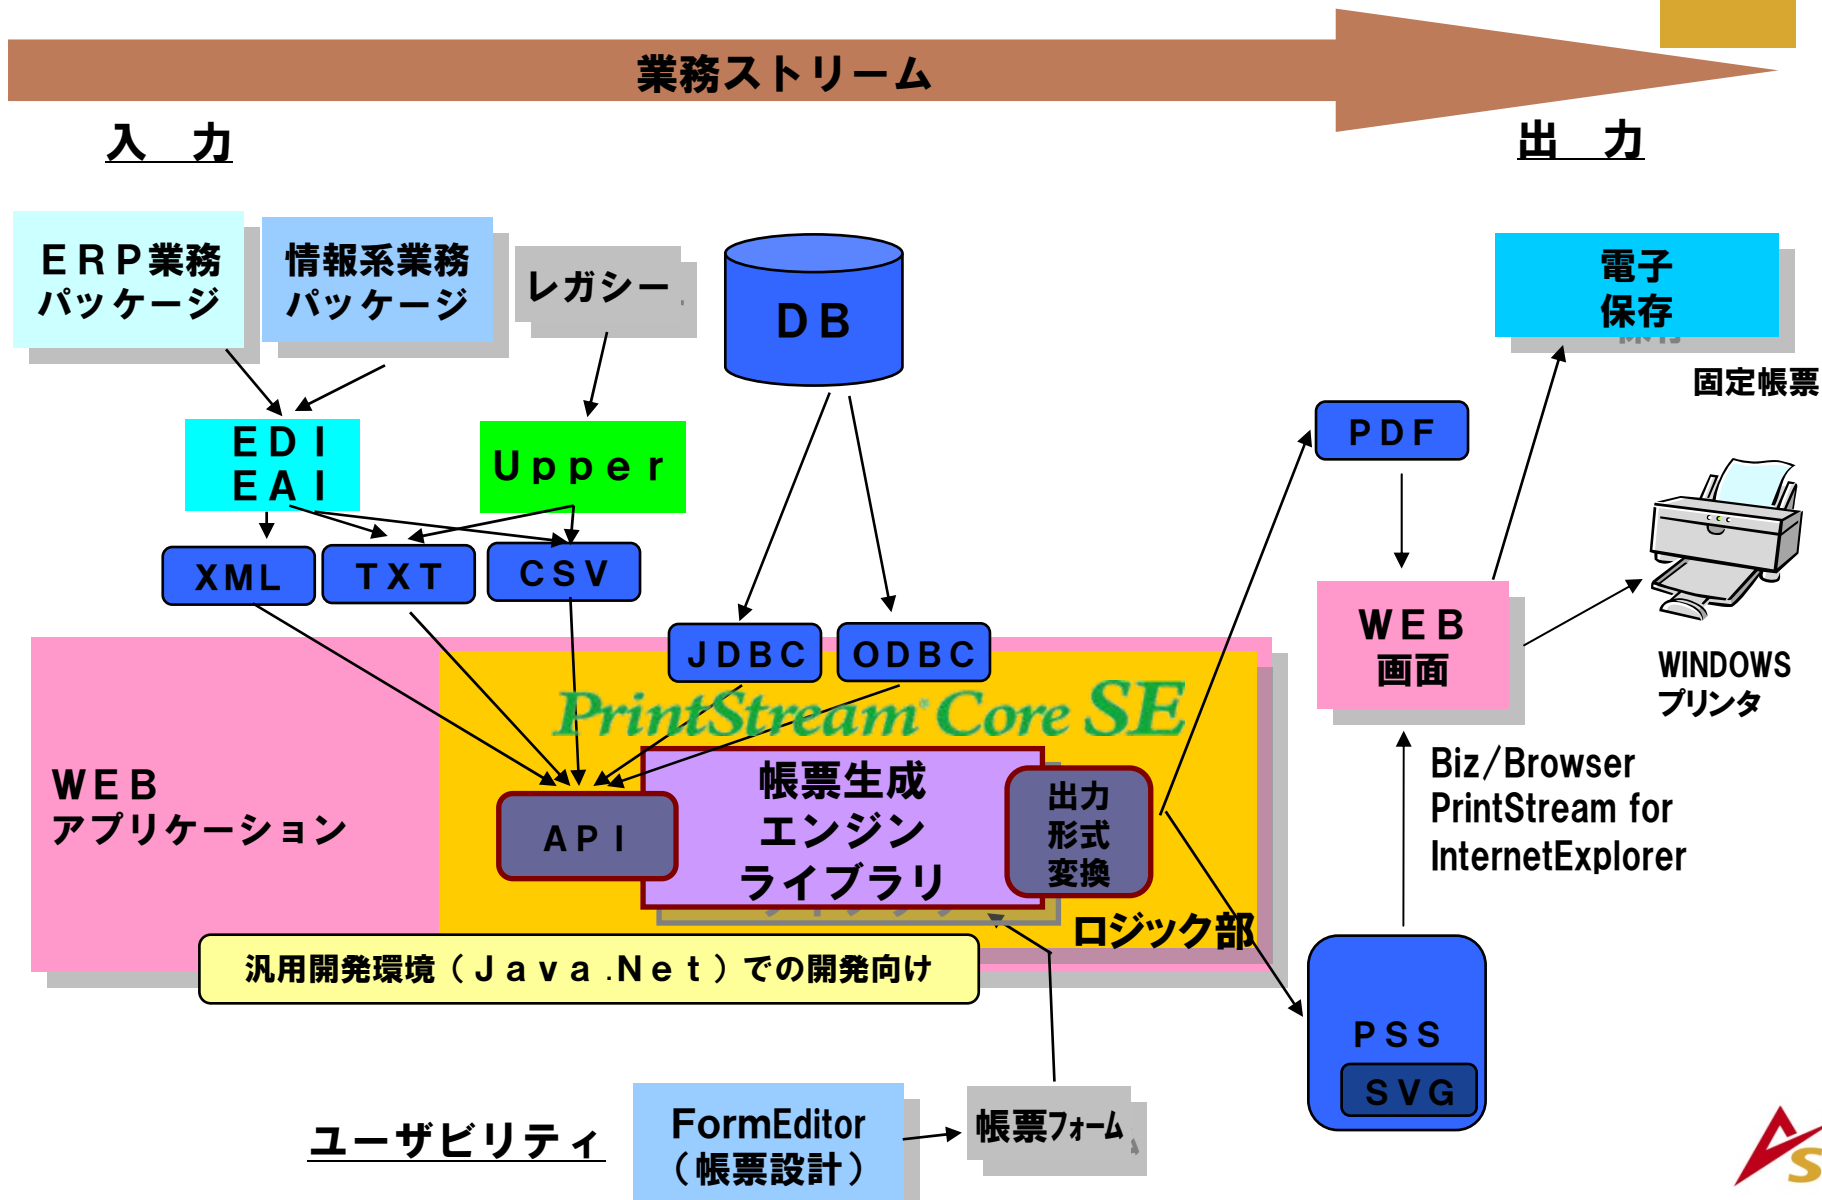 業務ストリーム
入　力
出　力
ＥＲＰ業務
パッケージ
情報系業務
パッケージ
レガシー
ＤＢ
電子
保存
固定帳票
ＥＤＩ
ＥＡＩ
Ｕｐｐｅｒ
ＰＤＦ
ＸＭＬ
ＴＸＴ
ＣＳＶ
ＪＤＢＣ
ＯＤＢＣ
ＷＥＢ
画面
WINDOWS
プリンタ
PrintStream Core SE
ＷＥＢ
アプリケーション
ＡＰＩ
帳票生成
エンジン
ライブラリ
出力
形式
変換
Biz/Browser
PrintStream for
InternetExplorer
ロジック部
汎用開発環境（Ｊａｖａ.Ｎｅｔ）での開発向け
ＰＳＳ
ＳＶＧ
ユーザビリティ
FormEditor
（帳票設計）
帳票フォーム
S